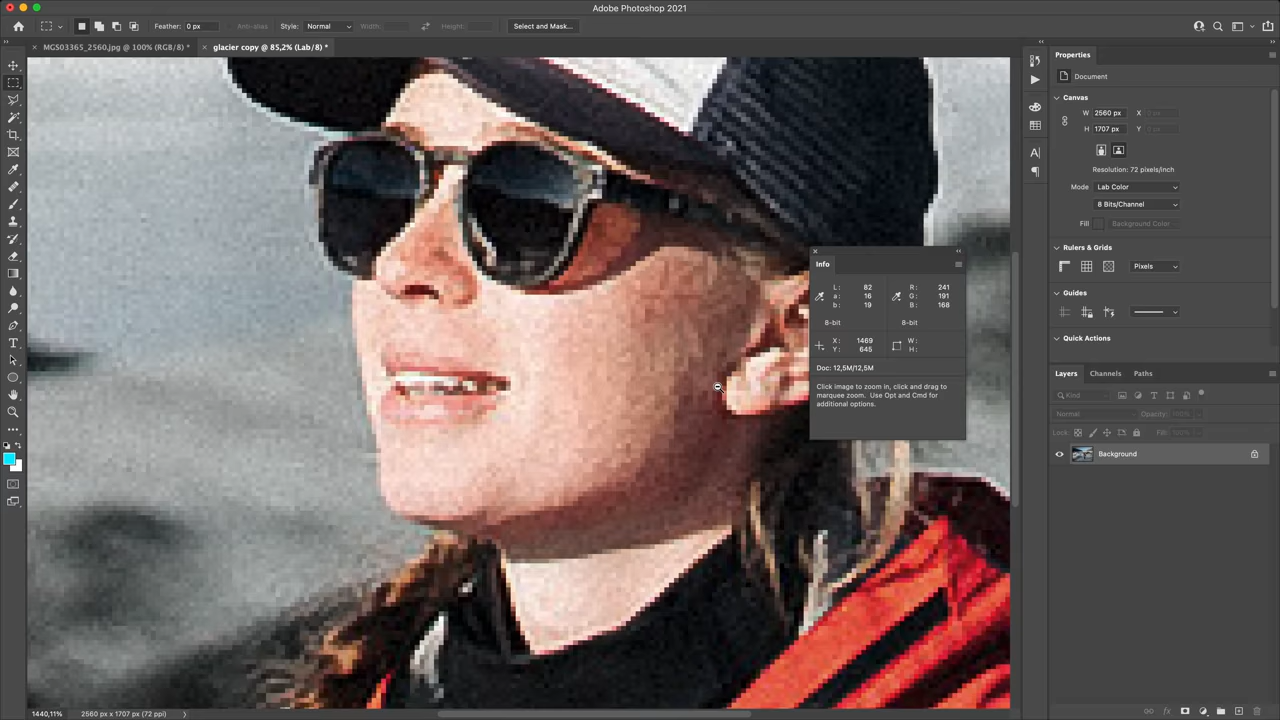 Adobe Photoshop 2021
Feather: 0 px
Anti-alias
Style: Normal
Width:
Height:
Select and Mask...
MG503365_2560.jpg @ 100% (RGB/8) *
glacier copy @ 85,2% (Lab/8) *
Properties
Document
Canvas
W 2560 px X
H 1707 px Y
Resolution: 72 pixels/inch
Mode Lab Color
8 Bits/Channel
Fill Background Color
Rulers & Grids
Pixels
Guides
Quick Actions
Info
L: 82 R: 241
a: 16 G: 191
b: 19 B: 168
8-bit 8-bit
X: 1469 W:
Y: 645 H:
Doc: 12,5M/12,5M
Click image to zoom in, click and drag to
marquee zoom. Use Opt and Cmd for
additional options.
Layers Channels Paths
Kind
Normal Opacity: 100%
Lock: Fill: 100%
Background
1440,11% 2560 px x 1707 px (72 ppi)